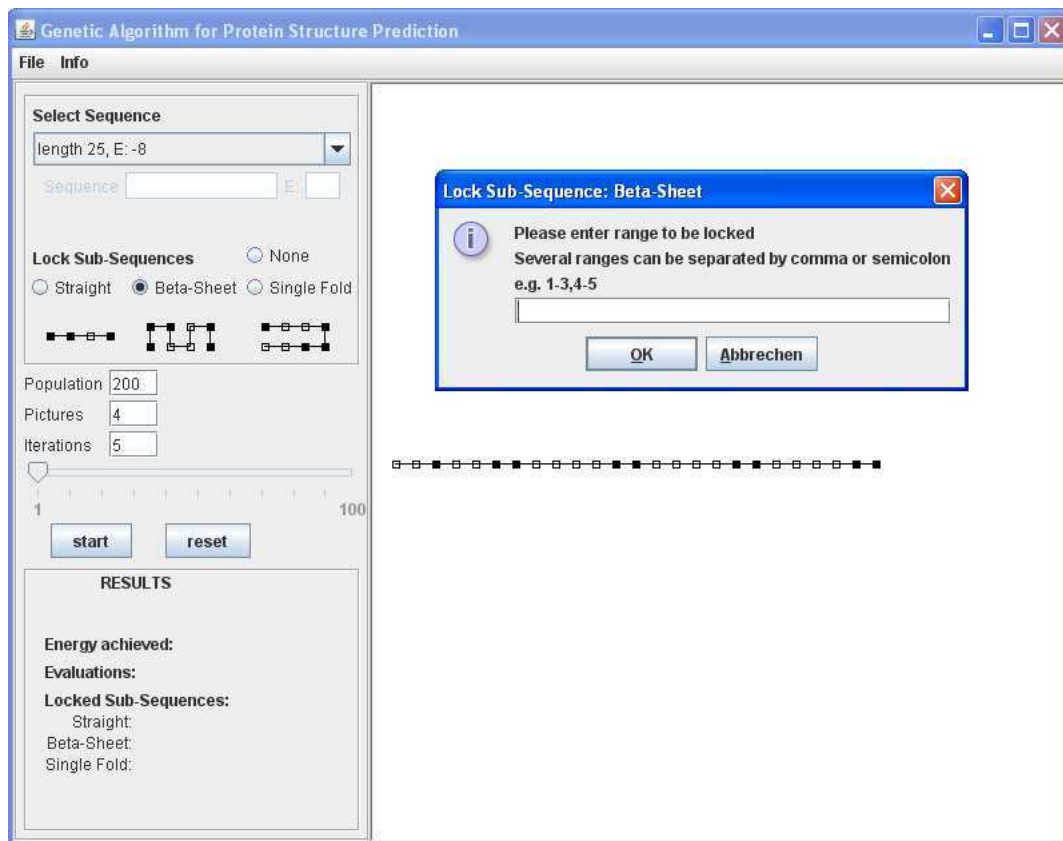 Genetic Algorithm for Protein Structure Prediction
File Info
Select Sequence
length 25, E: -8
Sequence E:
Lock Sub-Sequences None
Straight Beta-Sheet Single Fold
Population 200
Pictures 4
Iterations 5
1 100
start reset
RESULTS
Energy achieved:
Evaluations:
Locked Sub-Sequences:
Straight:
Beta-Sheet:
Single Fold:
Lock Sub-Sequence: Beta-Sheet
Please enter range to be locked
Several ranges can be separated by comma or semicolon
e.g. 1-3,4-5
OK Abbrechen